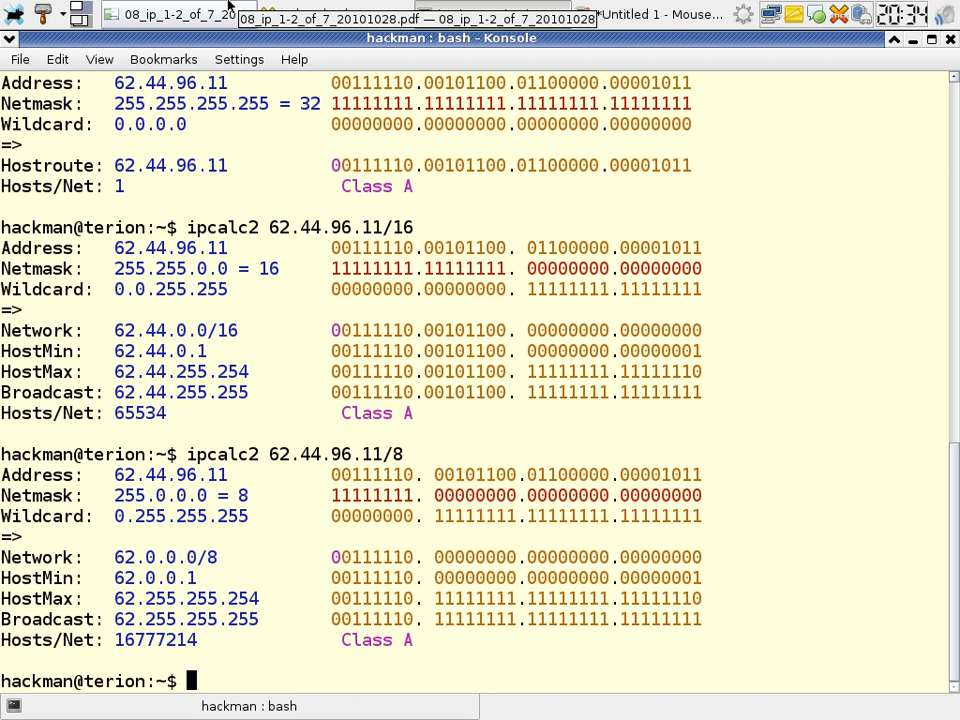 08_ip_1-2_of_7_20
*Untitled 1 - Mouse...
20:34
08_ip_1-2_of_7_20101028.pdf — 08_ip_1-2_of_7_20101028
hackman : bash - Konsole
File Edit View Bookmarks Settings Help
Address: 62.44.96.11 00111110.00101100.01100000.00001011
Netmask: 255.255.255.255 = 32 11111111.11111111.11111111.11111111
Wildcard: 0.0.0.0 00000000.00000000.00000000.00000000
=>
Hostroute: 62.44.96.11 00111110.00101100.01100000.00001011
Hosts/Net: 1 Class A
hackman@terion:~$ ipcalc2 62.44.96.11/16
Address: 62.44.96.11 00111110.00101100. 01100000.00001011
Netmask: 255.255.0.0 = 16 11111111.11111111. 00000000.00000000
Wildcard: 0.0.255.255 00000000.00000000. 11111111.11111111
=>
Network: 62.44.0.0/16 00111110.00101100. 00000000.00000000
HostMin: 62.44.0.1 00111110.00101100. 00000000.00000001
HostMax: 62.44.255.254 00111110.00101100. 11111111.11111110
Broadcast: 62.44.255.255 00111110.00101100. 11111111.11111111
Hosts/Net: 65534 Class A
hackman@terion:~$ ipcalc2 62.44.96.11/8
Address: 62.44.96.11 00111110. 00101100.01100000.00001011
Netmask: 255.0.0.0 = 8 11111111. 00000000.00000000.00000000
Wildcard: 0.255.255.255 00000000. 11111111.11111111.11111111
=>
Network: 62.0.0.0/8 00111110. 00000000.00000000.00000000
HostMin: 62.0.0.1 00111110. 00000000.00000000.00000001
HostMax: 62.255.255.254 00111110. 11111111.11111111.11111110
Broadcast: 62.255.255.255 00111110. 11111111.11111111.11111111
Hosts/Net: 16777214 Class A
hackman@terion:~$
hackman : bash